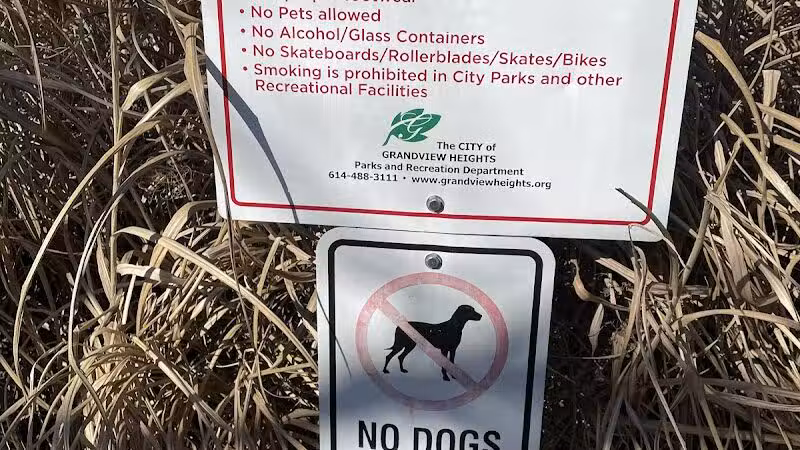 • No Pets allowed
• No Alcohol/Glass Containers
• No Skateboards/Rollerblades/Skates/Bikes
• Smoking is prohibited in City Parks and other
Recreational Facilities
The CITY of
GRANDVIEW HEIGHTS
Parks and Recreation Department
614-488-3111 • www.grandviewheights.org
NO DOGS